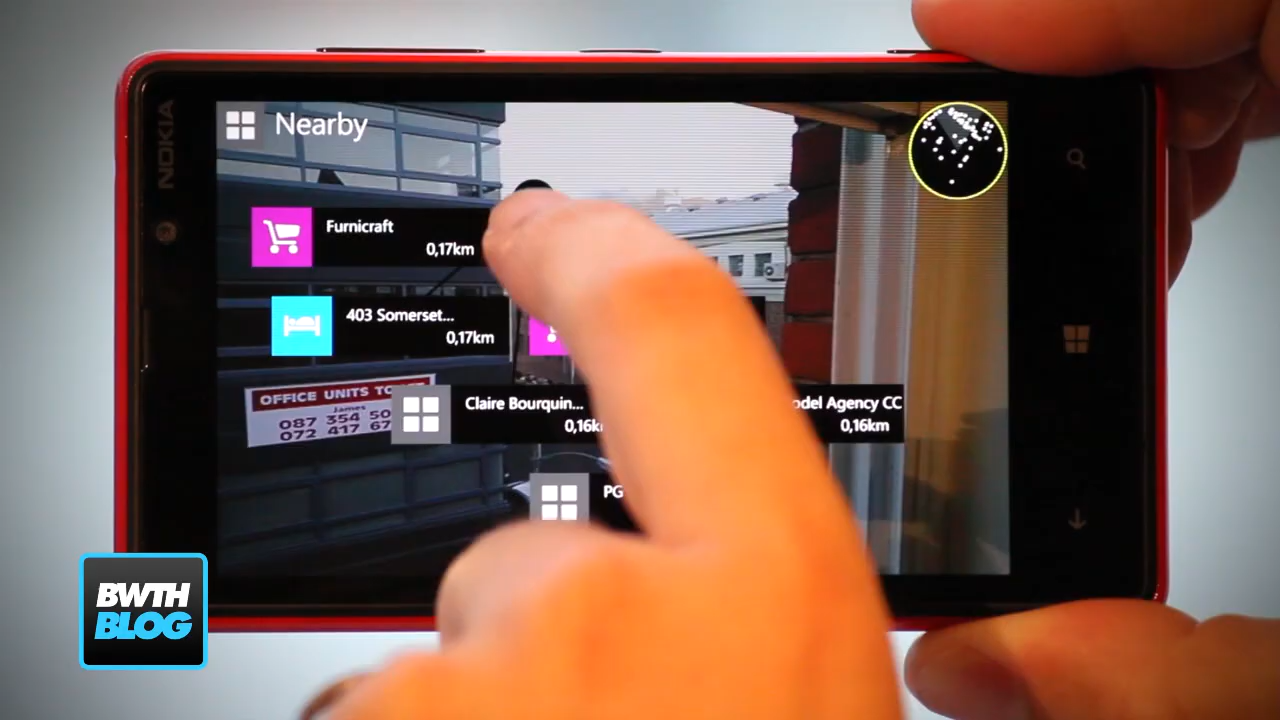 NOKIA
Nearby
Furnicraft
0,17km
403 Somerset...
0,17km
OFFICE UNITS TO
James
087 354 50
072 417 67
Claire Bourquin...
0,16k
odel Agency CC
0,16km
PG
BWTH
BLOG